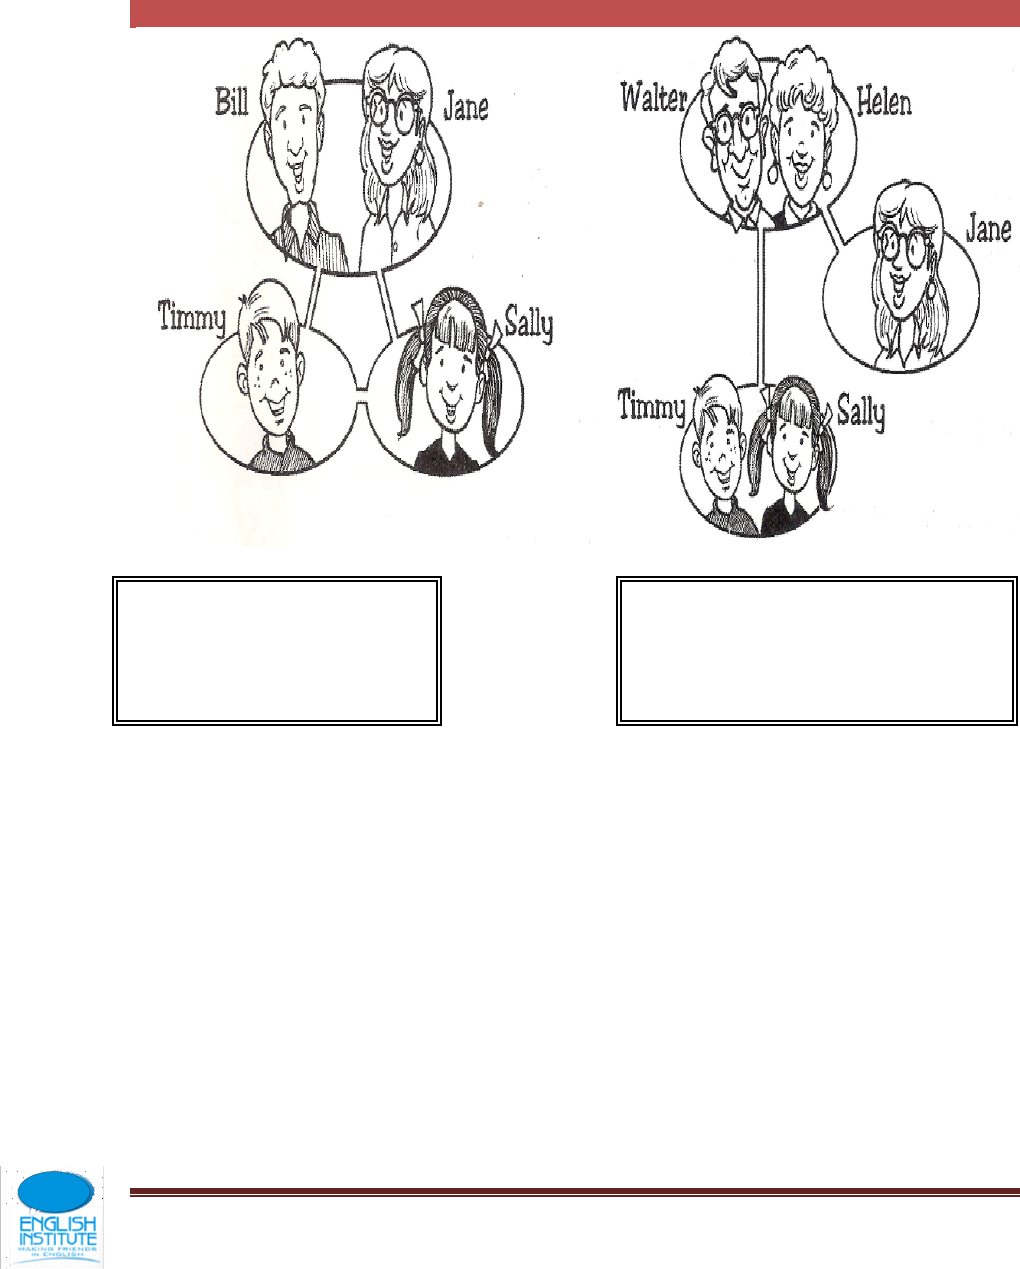 Bill
Jane
Timmy
Sally
Walter
Helen
Jane
Timmy
Sally
ENGLISH
INSTITUTE
MAKING FRIENDS
IN ENGLISH